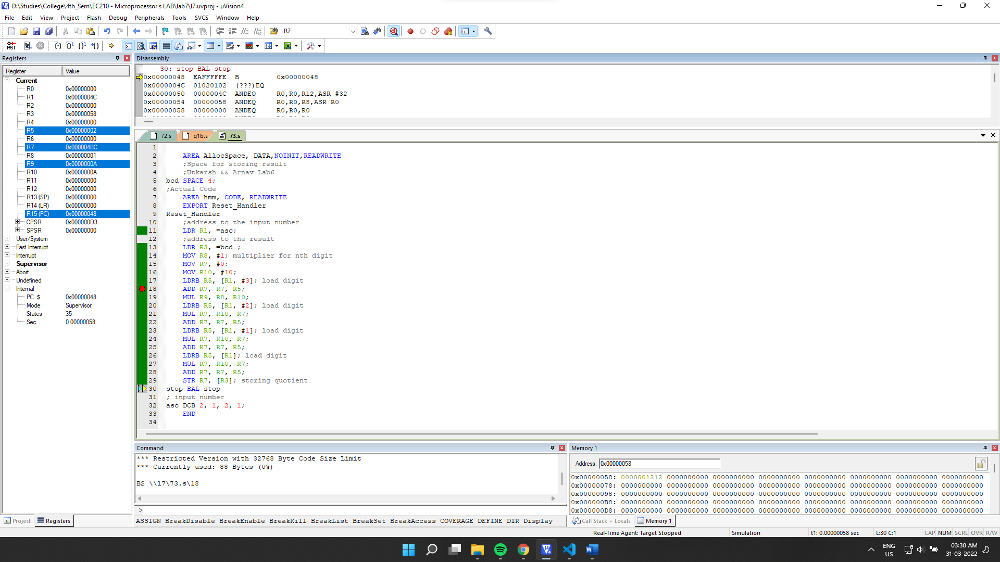 D:\Studies\College\4th_Sem\EC210 - Microprocessor's LAB\lab7\l7.uvproj - µVision4
File Edit View Project Flash Debug Peripherals Tools SVCS Window Help
R7
RST
Registers
Register Value
Current
R0 0x00000000
R1 0x0000004C
R2 0x00000000
R3 0x00000058
R4 0x00000000
R5 0x00000002
R6 0x00000000
R7 0x000004BC
R8 0x00000001
R9 0x0000000A
R10 0x0000000A
R11 0x00000000
R12 0x00000000
R13 (SP) 0x00000000
R14 (LR) 0x00000000
R15 (PC) 0x00000048
CPSR 0x000000D3
SPSR 0x00000000
User/System
Fast Interrupt
Interrupt
Supervisor
Abort
Undefined
Internal
PC $ 0x00000048
Mode Supervisor
States 35
Sec 0.00000058
Project Registers
Disassembly
30: stop BAL stop
0x00000048 EAFFFFFE B 0x00000048
0x0000004C 01020102 (???)EQ
0x00000050 0000004C ANDEQ R0,R0,R12,ASR #32
0x00000054 00000058 ANDEQ R0,R0,R8,ASR R0
0x00000058 00000000 ANDEQ R0,R0,R0
72.s q1b.s 73.s
1
2 AREA AllocSpace, DATA,NOINIT,READWRITE
3 ;Space for storing result
4 ;Utkarsh && Arnav Lab6
5 bcd SPACE 4;
6 ;Actual Code
7 AREA hmm, CODE, READWRITE
8 EXPORT Reset_Handler
9 Reset_Handler
10 ;address to the input number
11 LDR R1, =asc;
12 ;address to the result
13 LDR R3, =bcd ;
14 MOV R8, #1; multiplier for nth digit
15 MOV R7, #0;
16 MOV R10, #10;
17 LDRB R5, [R1, #3]; load digit
18 ADD R7, R7, R5;
19 MUL R9, R8, R10;
20 LDRB R5, [R1, #2]; load digit
21 MUL R7, R10, R7;
22 ADD R7, R7, R5;
23 LDRB R5, [R1, #1]; load digit
24 MUL R7, R10, R7;
25 ADD R7, R7, R5;
26 LDRB R5, [R1]; load digit
27 MUL R7, R10, R7;
28 ADD R7, R7, R5;
29 STR R7, [R3]; storing quotient
30 stop BAL stop
31 ; input_number
32 asc DCB 2, 1, 2, 1;
33 END
34
Command
*** Restricted Version with 32768 Byte Code Size Limit
*** Currently used: 88 Bytes (0%)
BS \\l7\73.s\18
>
ASSIGN BreakDisable BreakEnable BreakKill BreakList BreakSet BreakAccess COVERAGE DEFINE DIR Display
Memory 1
Address: 0x00000058
0x00000058: 0000001212 0000000000 0000000000 0000000000 0000000000 0000000000 0000000000 0000000000
0x00000078: 0000000000 0000000000 0000000000 0000000000 0000000000 0000000000 0000000000 0000000000
0x00000098: 0000000000 0000000000 0000000000 0000000000 0000000000 0000000000 0000000000 0000000000
0x000000B8: 0000000000 0000000000 0000000000 0000000000 0000000000 0000000000 0000000000 0000000000
0x000000D8: 0000000000 0000000000 0000000000 0000000000 0000000000 0000000000 0000000000 0000000000
Call Stack + Locals Memory 1
Real-Time Agent: Target Stopped Simulation t1: 0.00000058 sec L:30 C:1 CAP NUM SCRL OVR R/W
ENG US
03:30 AM
31-03-2022